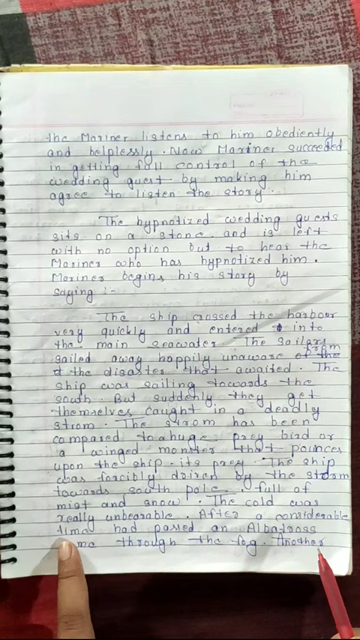 the Mariner listens to him obediently
and helplessly. Now Mariner succeeded
in getting full control of the
wedding guest by making him
agree to listen the story.
The hypnotized wedding guests
sits on a stone and is left
with no option but to hear the
Mariner who has hypnotized him.
Mariner begins his story by
saying :-
The ship crossed the harbour
very quickly and entered into
the main seawater. The sailers
sailed away happily unaware of the from
the disaster that awaited. The
ship was sailing towards the
south. But suddenly they get
themselves caught in a deadly
strom. The strom has been
compared to a huge prey bird or
a winged monster that pounces
upon the ship its prey. The ship
was forcibly driven by the storm
towards south pole, full of
mist and snow. The cold was
really unbearable. After a considerable
time had passed an Albatross
through the fog. Another